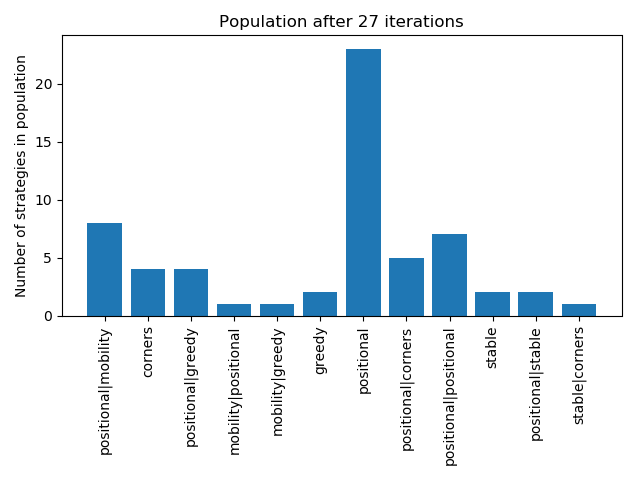 Population after 27 iterations
Number of strategies in population
20
15
10
5
0
positional|mobility
corners
positional|greedy
mobility|positional
mobility|greedy
greedy
positional
positional|corners
positional|positional
stable
positional|stable
stable|corners